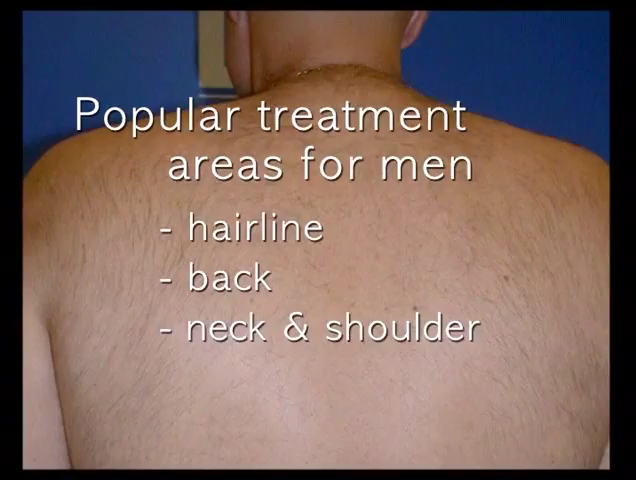 Popular treatment
areas for men
- hairline
- back
- neck & shoulder